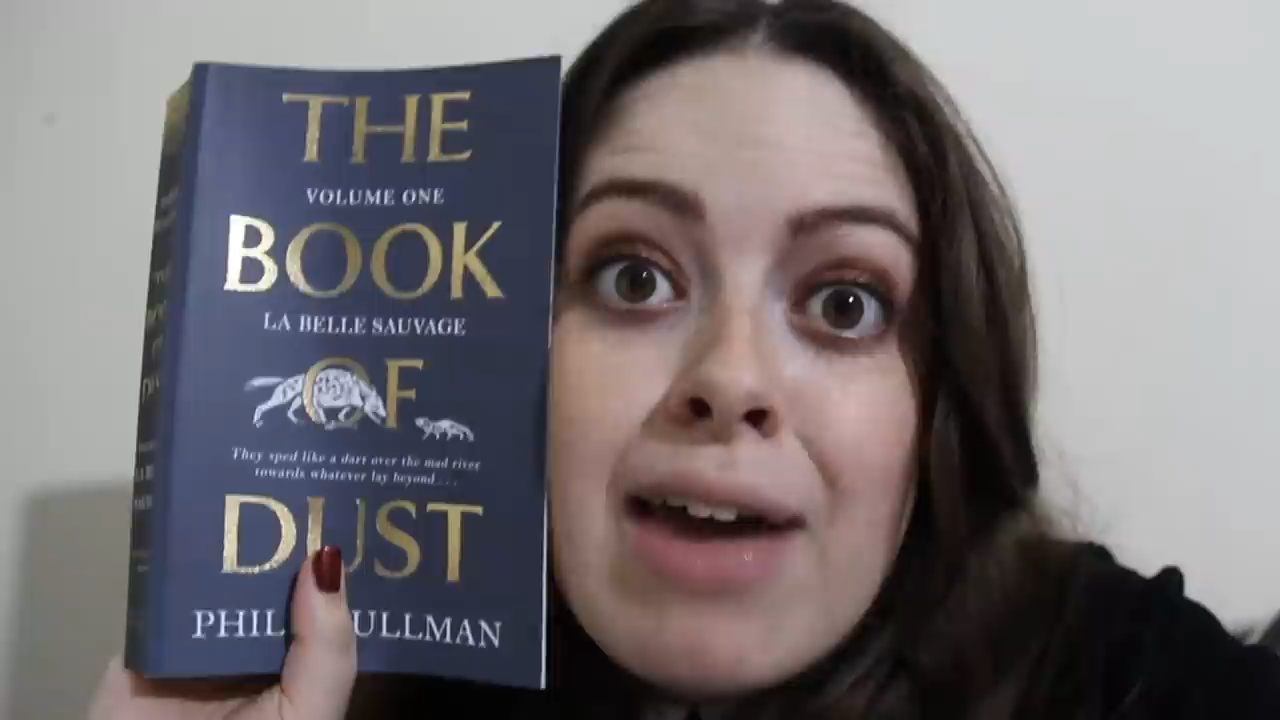 THE
VOLUME ONE
BOOK
LA BELLE SAUVAGE
OF
They sped like a dart over the mad river
towards whatever lay beyond....
DUST
PHIL ULLMAN